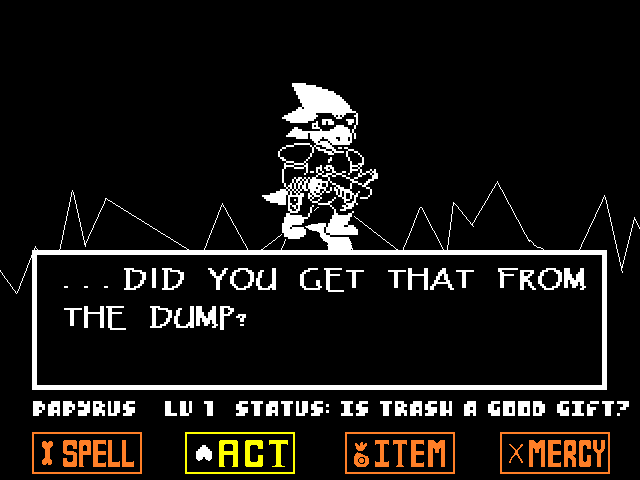 ...DID YOU GET THAT FROM
THE DUMP?
PAPYRUS LV 1 STATUS: IS TRASH A GOOD GIFT?
SPELL ACT ITEM MERCY